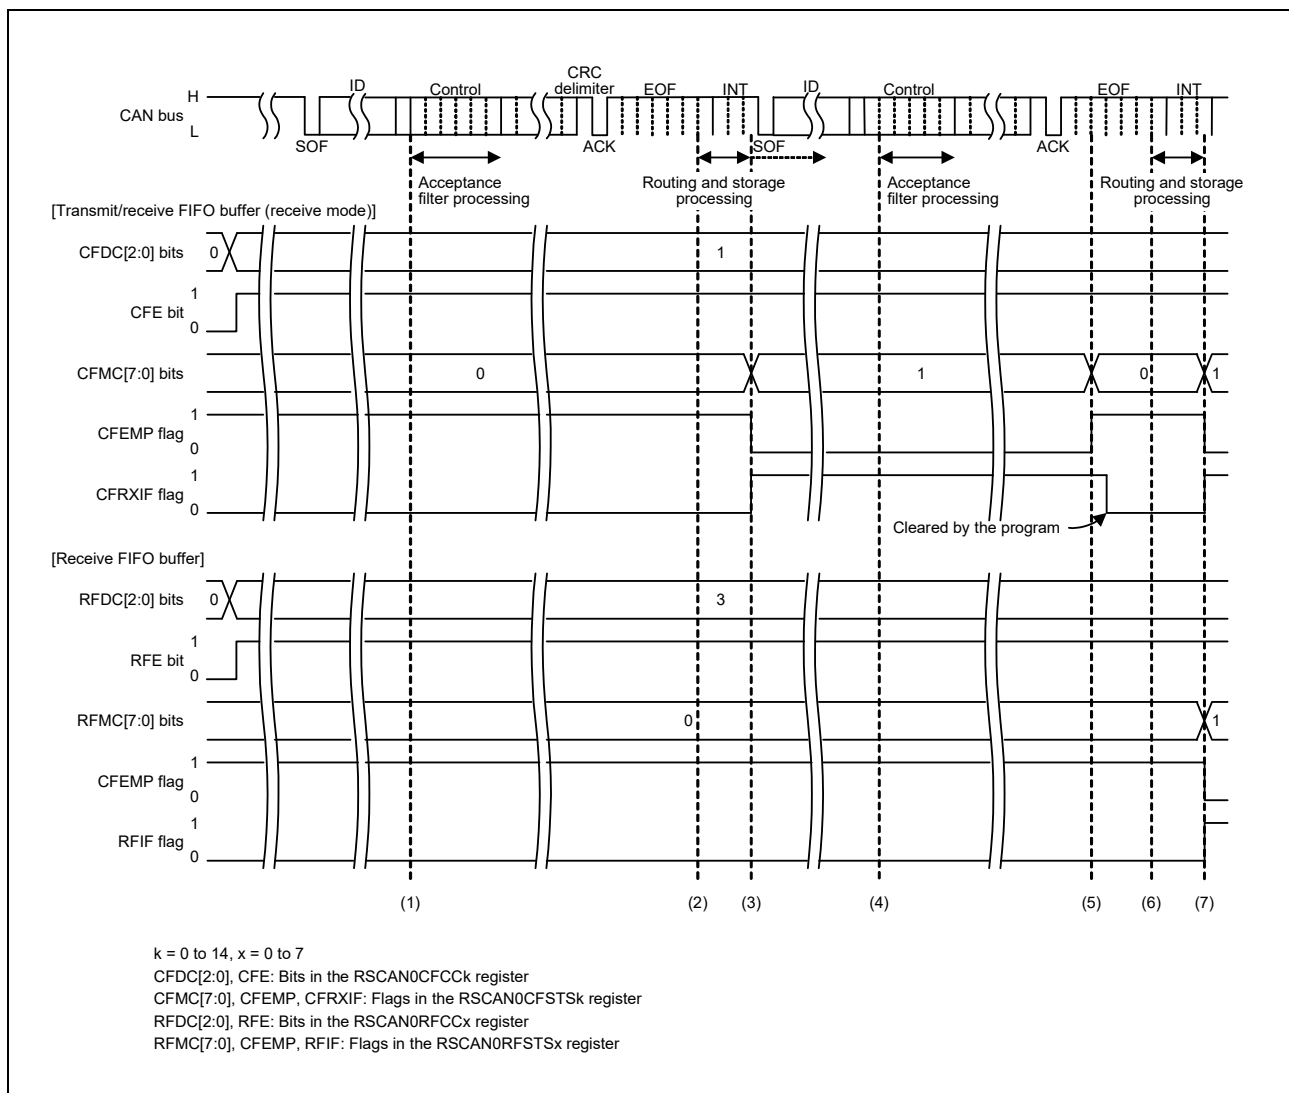 H
CAN bus
L
ID
Control
CRC
delimiter
EOF
INT
ID
Control
EOF
INT
SOF
ACK
SOF
ACK
Acceptance
filter processing
Routing and storage
processing
Acceptance
filter processing
Routing and storage
processing
[Transmit/receive FIFO buffer (receive mode)]
CFDC[2:0] bits 0 1
1
CFE bit
0
CFMC[7:0] bits 0 1 0 1
1
CFEMP flag
0
1
CFRXIF flag
0
Cleared by the program
[Receive FIFO buffer]
RFDC[2:0] bits 0 3
1
RFE bit
0
RFMC[7:0] bits 0 1
1
CFEMP flag
0
1
RFIF flag
0
(1) (2) (3) (4) (5) (6) (7)
k = 0 to 14, x = 0 to 7
CFDC[2:0], CFE: Bits in the RSCAN0CFCCk register
CFMC[7:0], CFEMP, CFRXIF: Flags in the RSCAN0CFSTSk register
RFDC[2:0], RFE: Bits in the RSCAN0RFCCx register
RFMC[7:0], CFEMP, RFIF: Flags in the RSCAN0RFSTSx register